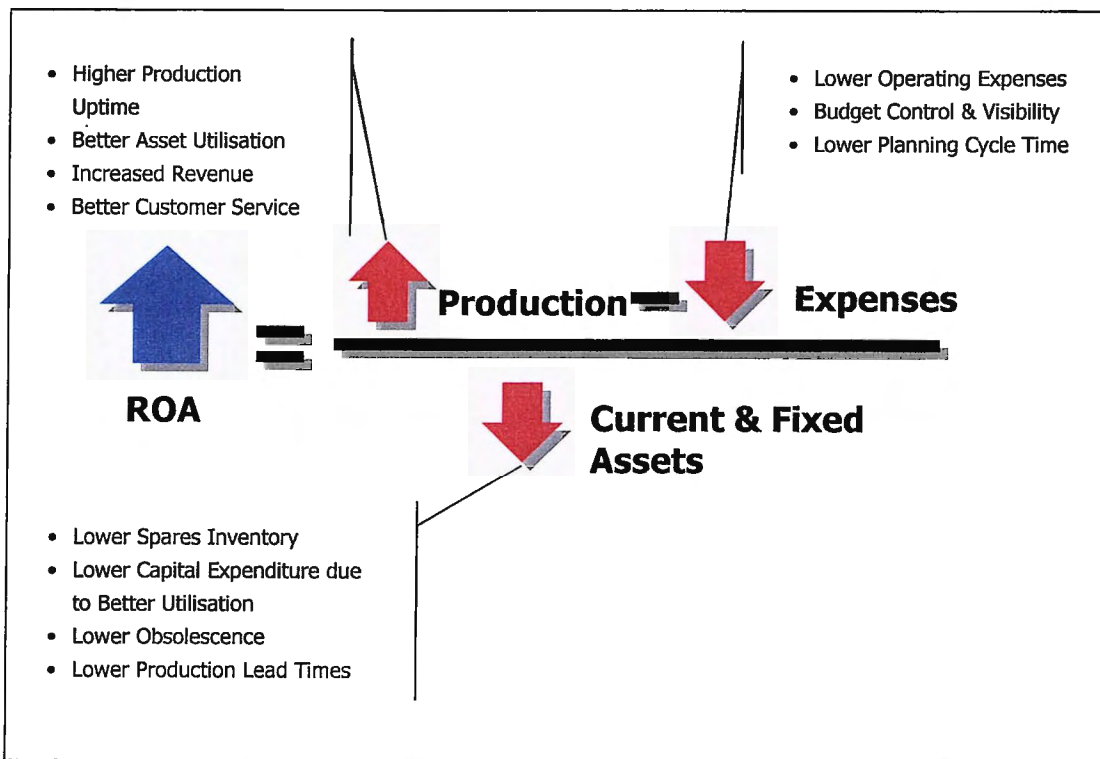 • Higher Production
Uptime
• Better Asset Utilisation
• Increased Revenue
• Better Customer Service
• Lower Operating Expenses
• Budget Control & Visibility
• Lower Planning Cycle Time
Production
Expenses
ROA
Current & Fixed
Assets
• Lower Spares Inventory
• Lower Capital Expenditure due
to Better Utilisation
• Lower Obsolescence
• Lower Production Lead Times